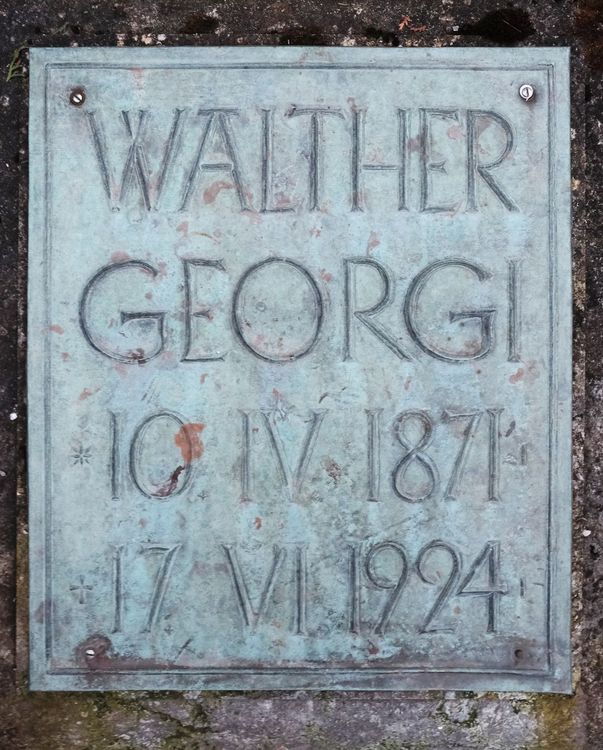 WALTHER
GEORGI
* 10 IV 1871
+ 17 VI 1924